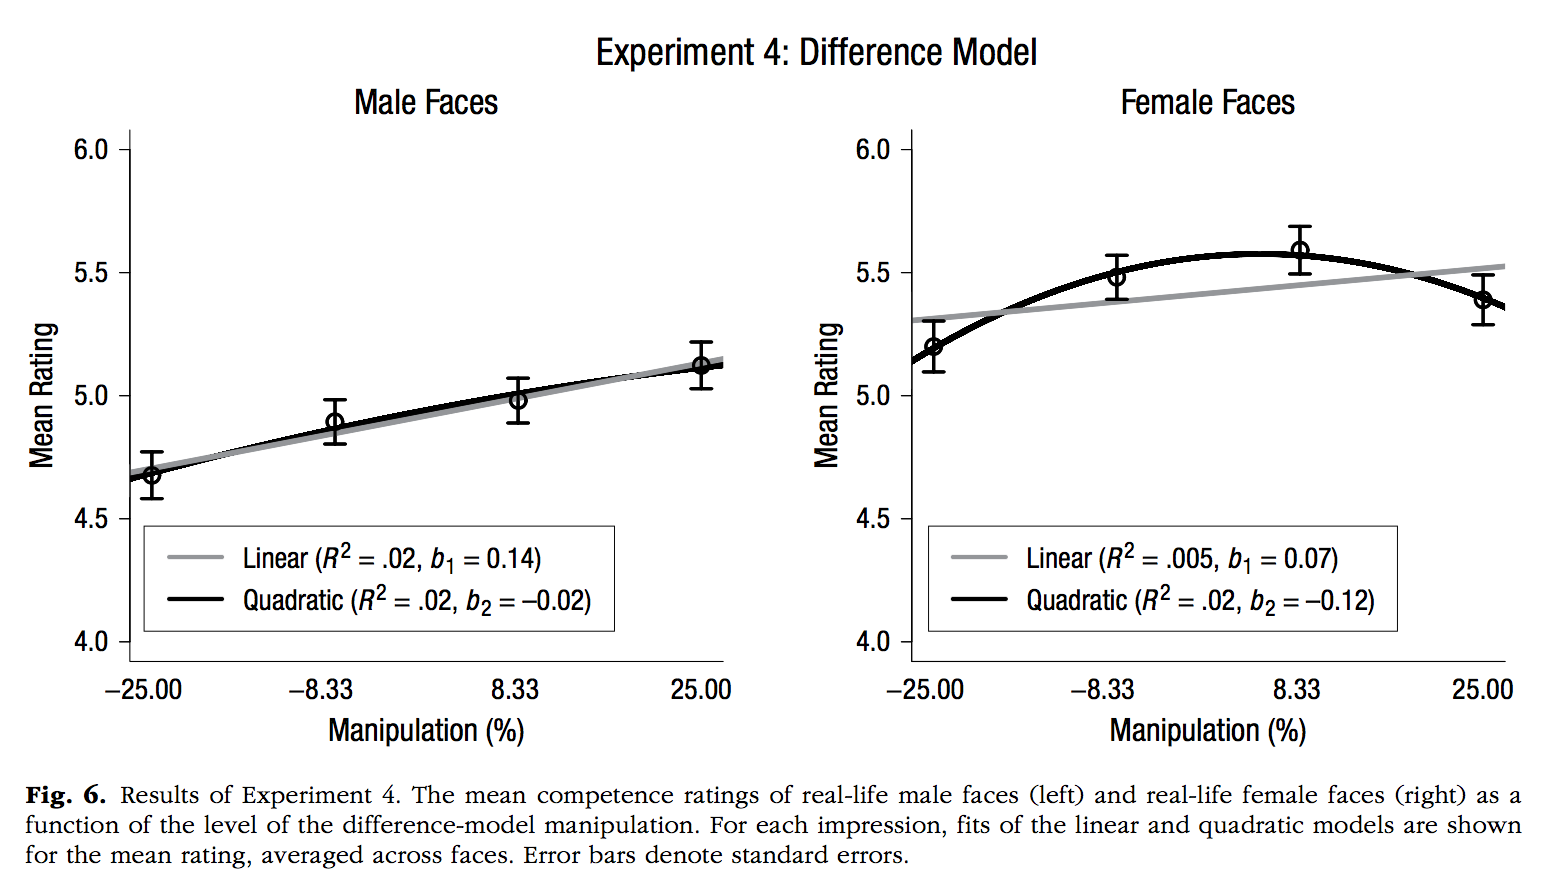 Experiment 4: Difference Model
Male Faces
6.0
5.5
5.0
4.5
4.0
Mean Rating
Linear (R² = .02, b₁ = 0.14)
Quadratic (R² = .02, b₂ = –0.02)
–25.00 –8.33 8.33 25.00
Manipulation (%)
Female Faces
6.0
5.5
5.0
4.5
4.0
Mean Rating
Linear (R² = .005, b₁ = 0.07)
Quadratic (R² = .02, b₂ = –0.12)
–25.00 –8.33 8.33 25.00
Manipulation (%)
Fig. 6. Results of Experiment 4. The mean competence ratings of real-life male faces (left) and real-life female faces (right) as a
function of the level of the difference-model manipulation. For each impression, fits of the linear and quadratic models are shown
for the mean rating, averaged across faces. Error bars denote standard errors.